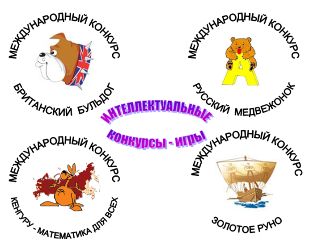 МЕЖДУНАРОДНЫЙ КОНКУРС
БРИТАНСКИЙ БУЛЬДОГ
МЕЖДУНАРОДНЫЙ КОНКУРС
РУССКИЙ МЕДВЕЖОНОК
ИНТЕЛЛЕКТУАЛЬНЫЕ
КОНКУРСЫ - ИГРЫ
МЕЖДУНАРОДНЫЙ КОНКУРС
КЕНГУРУ - МАТЕМАТИКА ДЛЯ ВСЕХ
МЕЖДУНАРОДНЫЙ КОНКУРС
ЗОЛОТОЕ РУНО